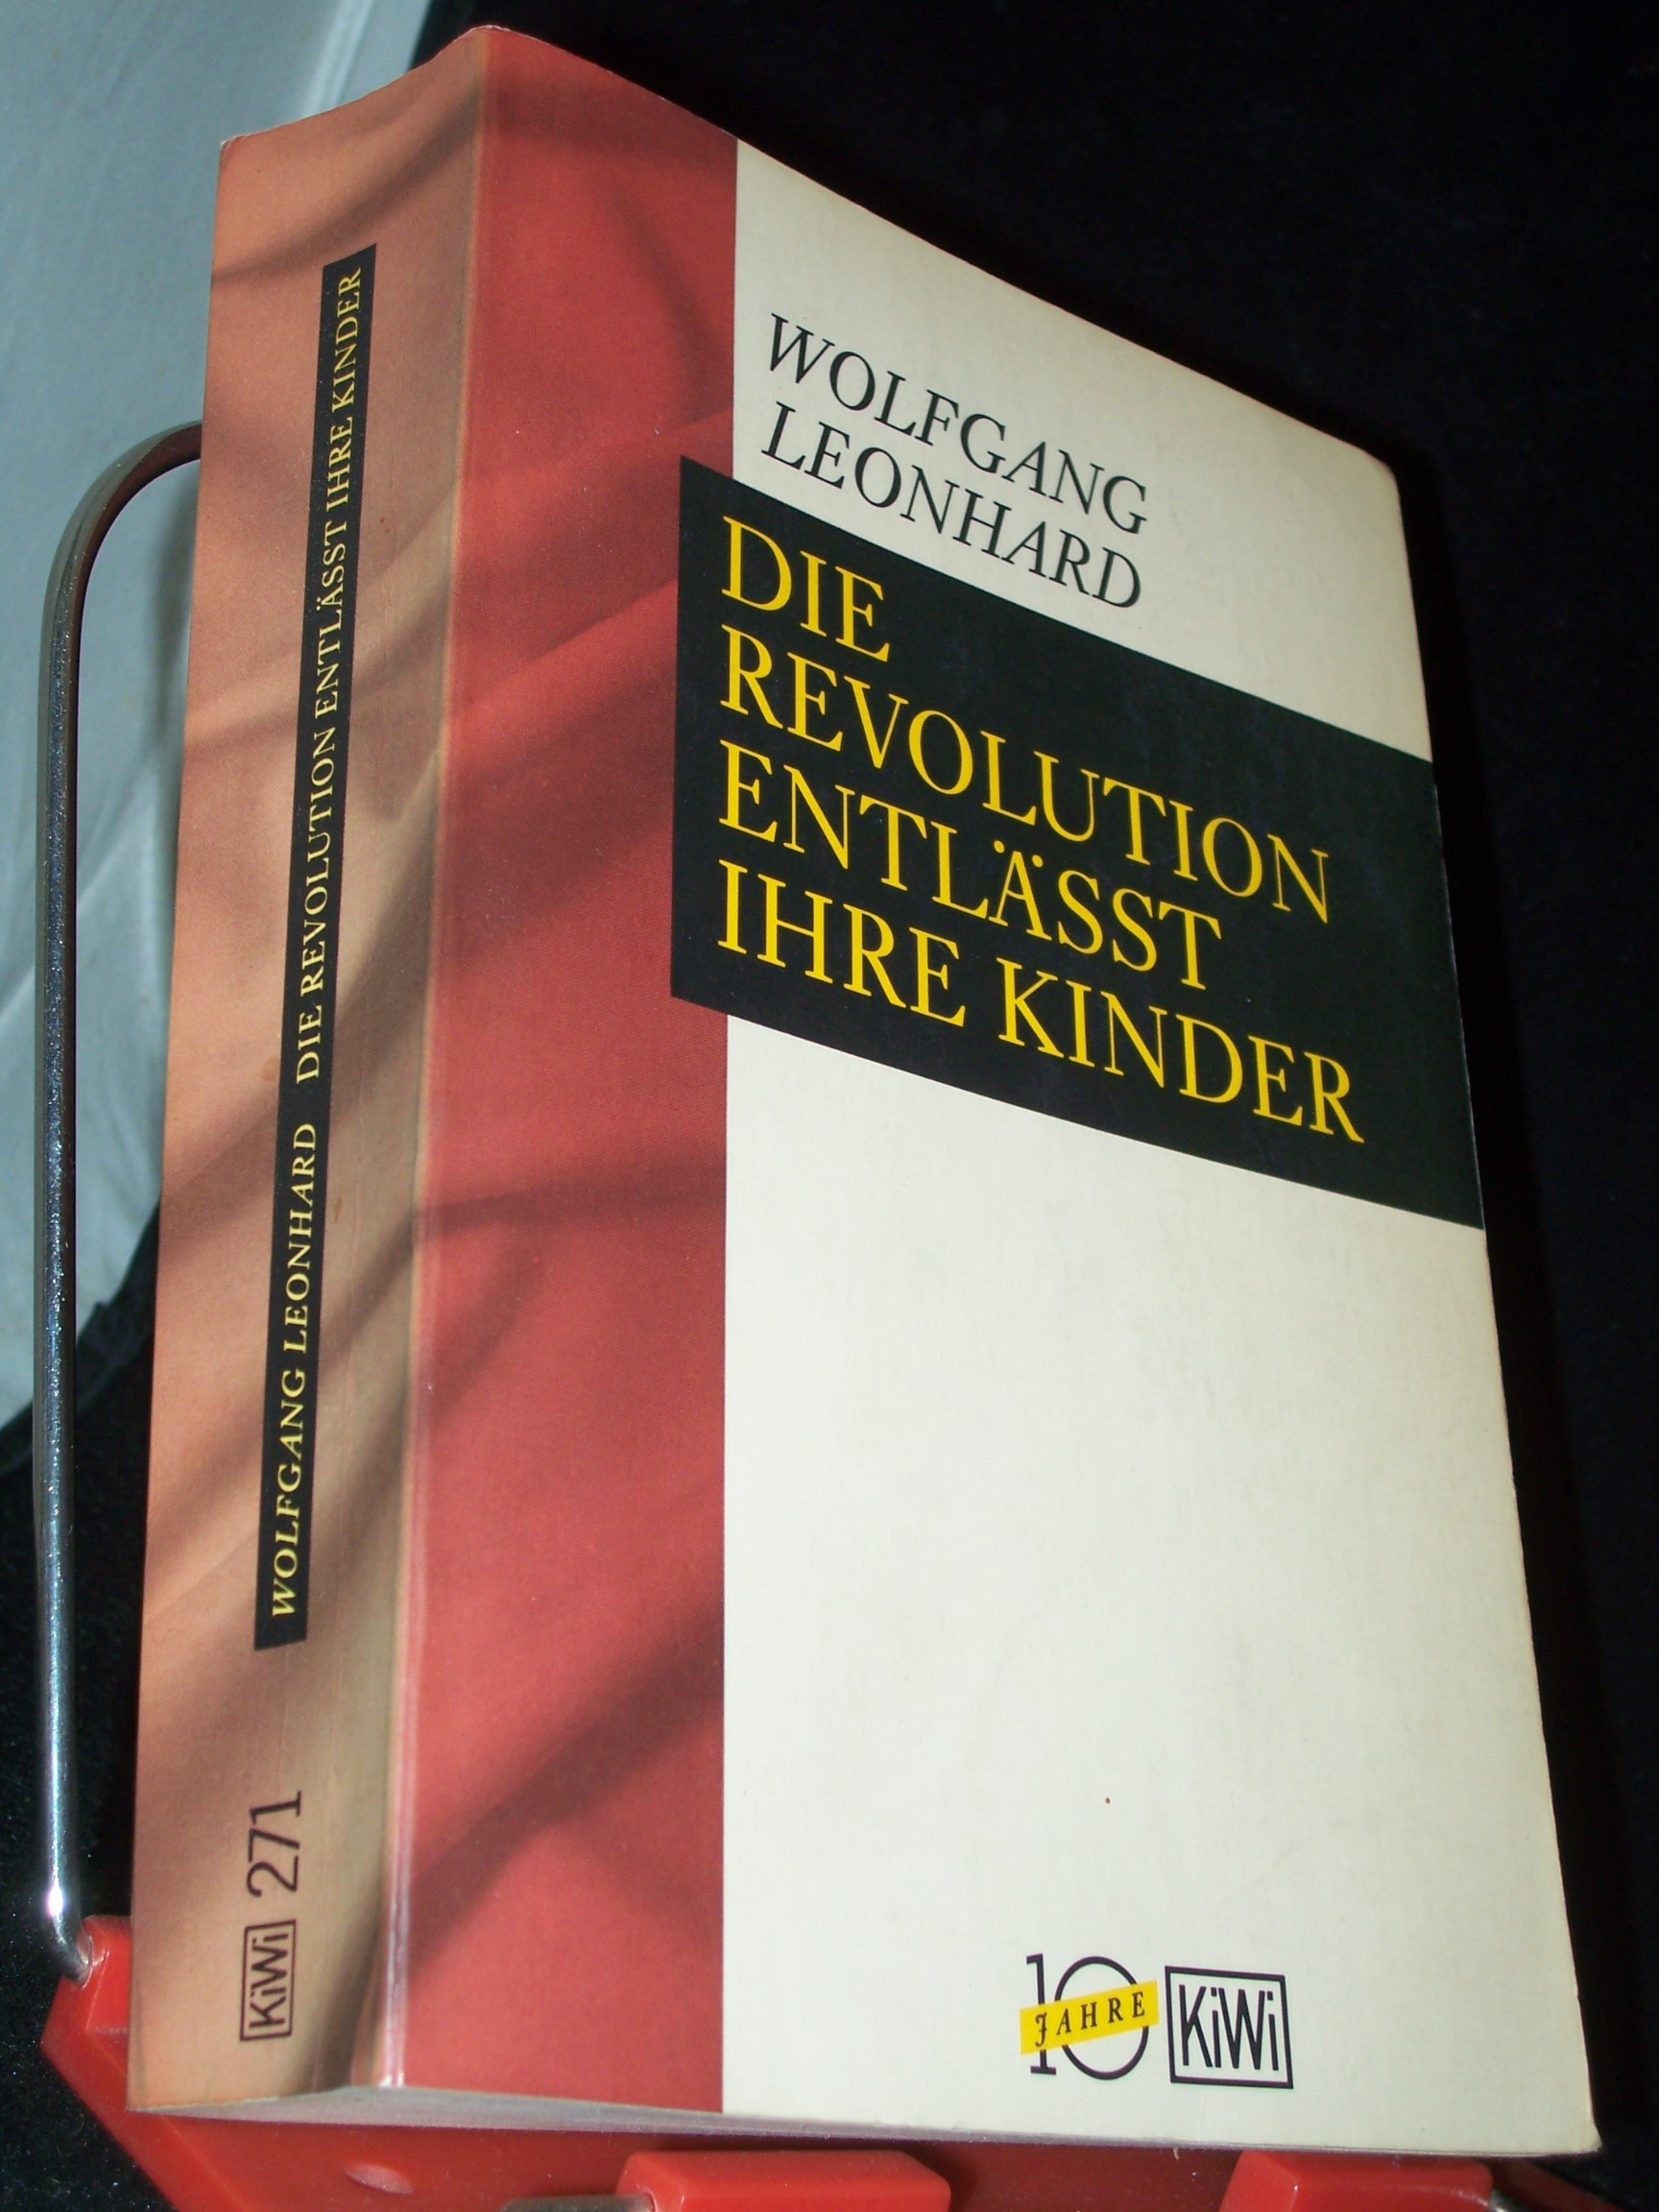 WOLFGANG LEONHARD DIE REVOLUTION ENTLÄSST IHRE KINDER
KiWi 271
WOLFGANG
LEONHARD
DIE
REVOLUTION
ENTLÄSST
IHRE KINDER
10 JAHRE KiWi